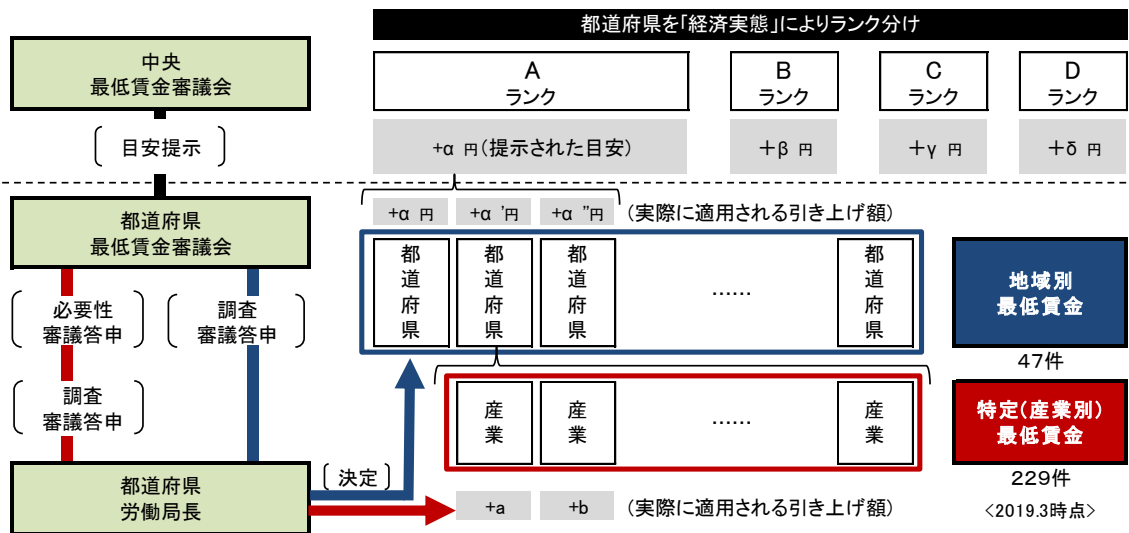 都道府県を「経済実態」によりランク分け
中央
最低賃金審議会
A
ランク
B
ランク
C
ランク
D
ランク
目安提示
+α 円(提示された目安)
＋β 円
＋γ 円
＋δ 円
都道府県
最低賃金審議会
+α 円
+α ’円
+α ”円
(実際に適用される引き上げ額)
都道府県
都道府県
都道府県
……
都道府県
地域別
最低賃金
47件
必要性
審議答申
調査
審議答申
調査
審議答申
産業
産業
……
産業
特定(産業別)
最低賃金
229件
都道府県
労働局長
決定
+a
+b
(実際に適用される引き上げ額)
〈2019.3時点〉